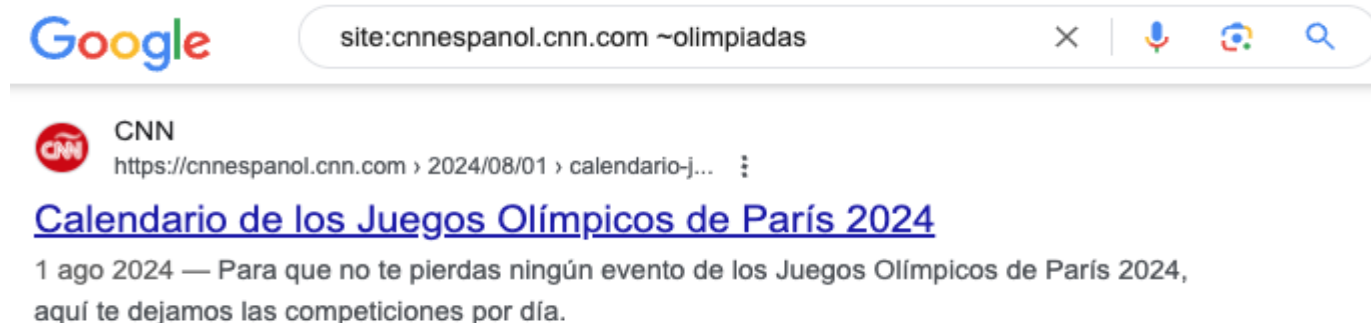 Google
site:cnnespanol.cnn.com ~olimpiadas
CNN
CNN
https://cnnespanol.cnn.com › 2024/08/01 › calendario-j...
Calendario de los Juegos Olímpicos de París 2024
1 ago 2024 — Para que no te pierdas ningún evento de los Juegos Olímpicos de París 2024,
aquí te dejamos las competiciones por día.